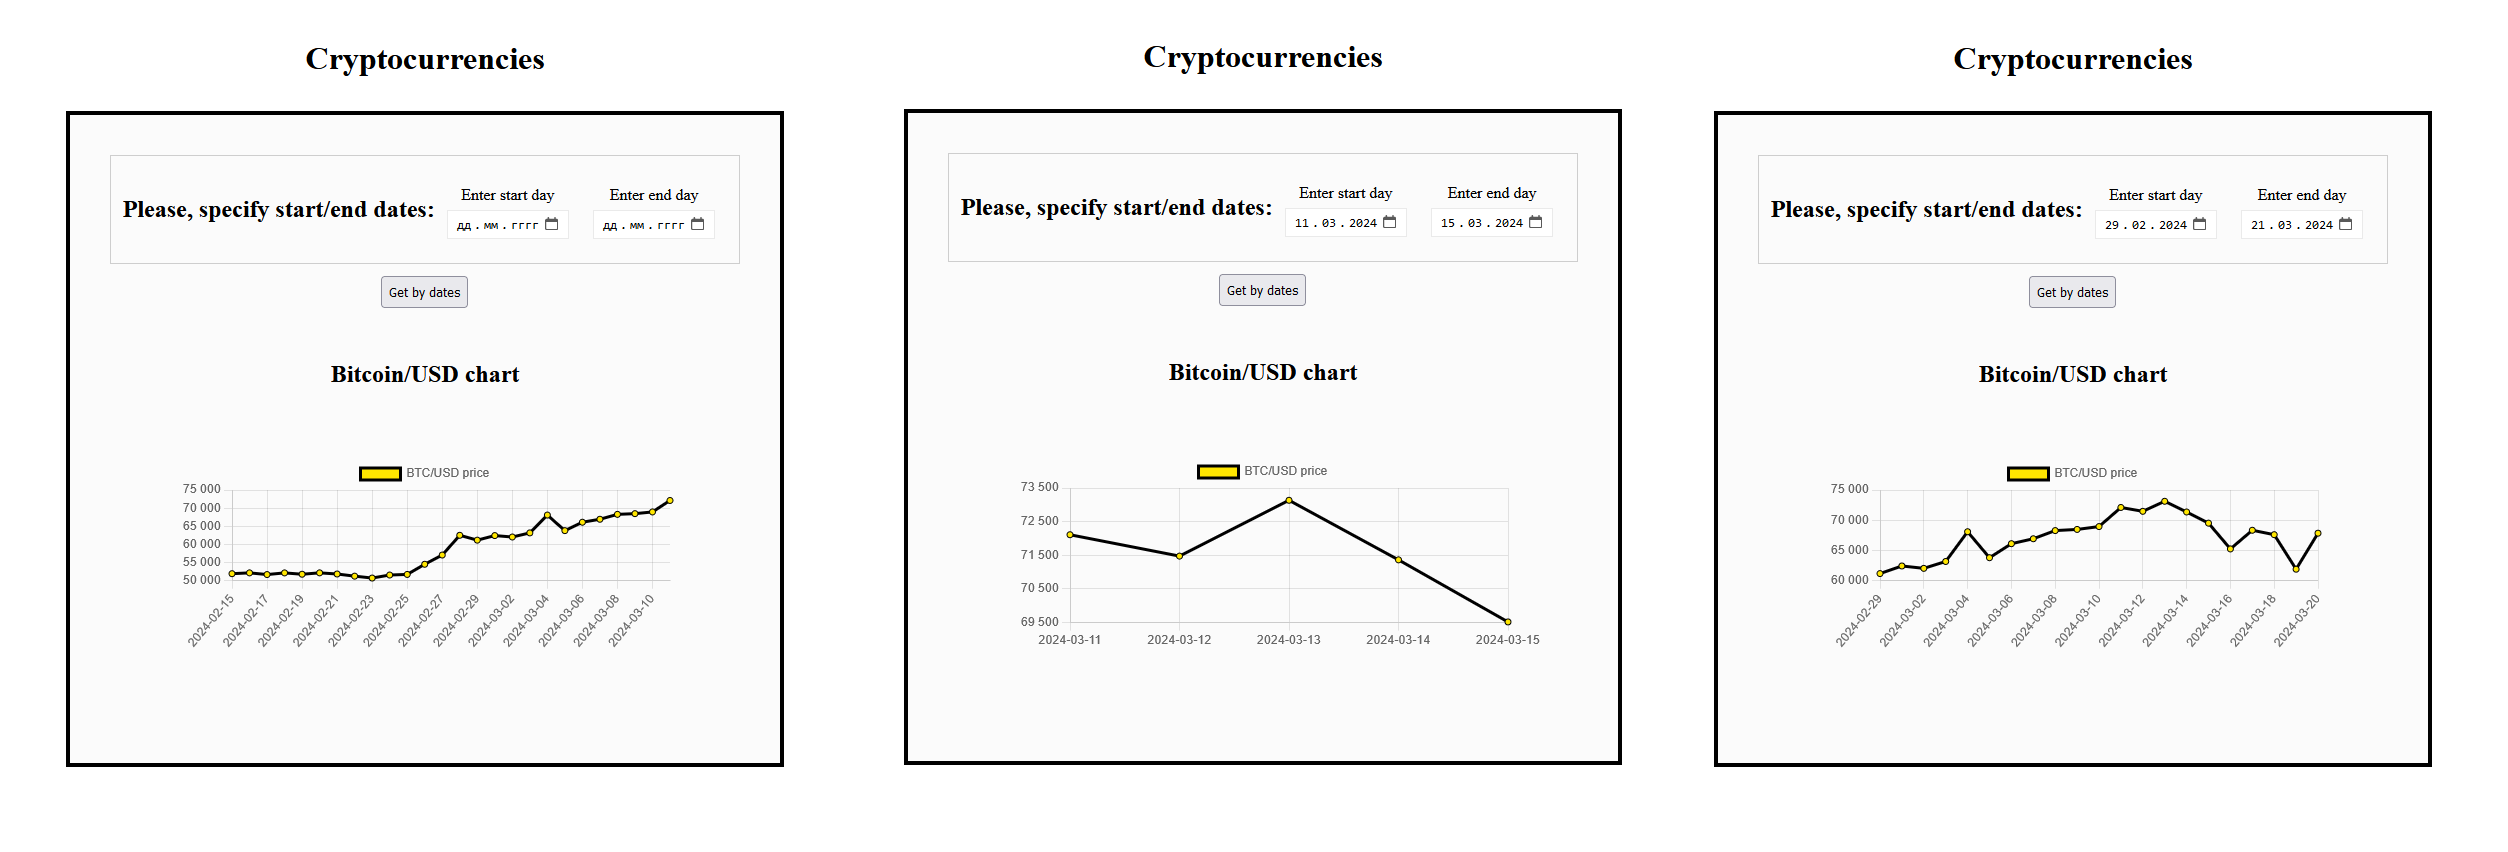 Cryptocurrencies
Please, specify start/end dates:
Enter start day
Enter end day
дд.мм.гггг
дд.мм.гггг
Get by dates
Bitcoin/USD chart
BTC/USD price
75 000
70 000
65 000
60 000
55 000
50 000
2024-02-15
2024-02-17
2024-02-19
2024-02-21
2024-02-23
2024-02-25
2024-02-27
2024-02-29
2024-03-02
2024-03-04
2024-03-06
2024-03-08
2024-03-10
Cryptocurrencies
Please, specify start/end dates:
Enter start day
Enter end day
11.03.2024
15.03.2024
Get by dates
Bitcoin/USD chart
BTC/USD price
73 500
72 500
71 500
70 500
69 500
2024-03-11
2024-03-12
2024-03-13
2024-03-14
2024-03-15
Cryptocurrencies
Please, specify start/end dates:
Enter start day
Enter end day
29.02.2024
21.03.2024
Get by dates
Bitcoin/USD chart
BTC/USD price
75 000
70 000
65 000
60 000
2024-02-29
2024-03-02
2024-03-04
2024-03-06
2024-03-08
2024-03-10
2024-03-12
2024-03-14
2024-03-16
2024-03-18
2024-03-20